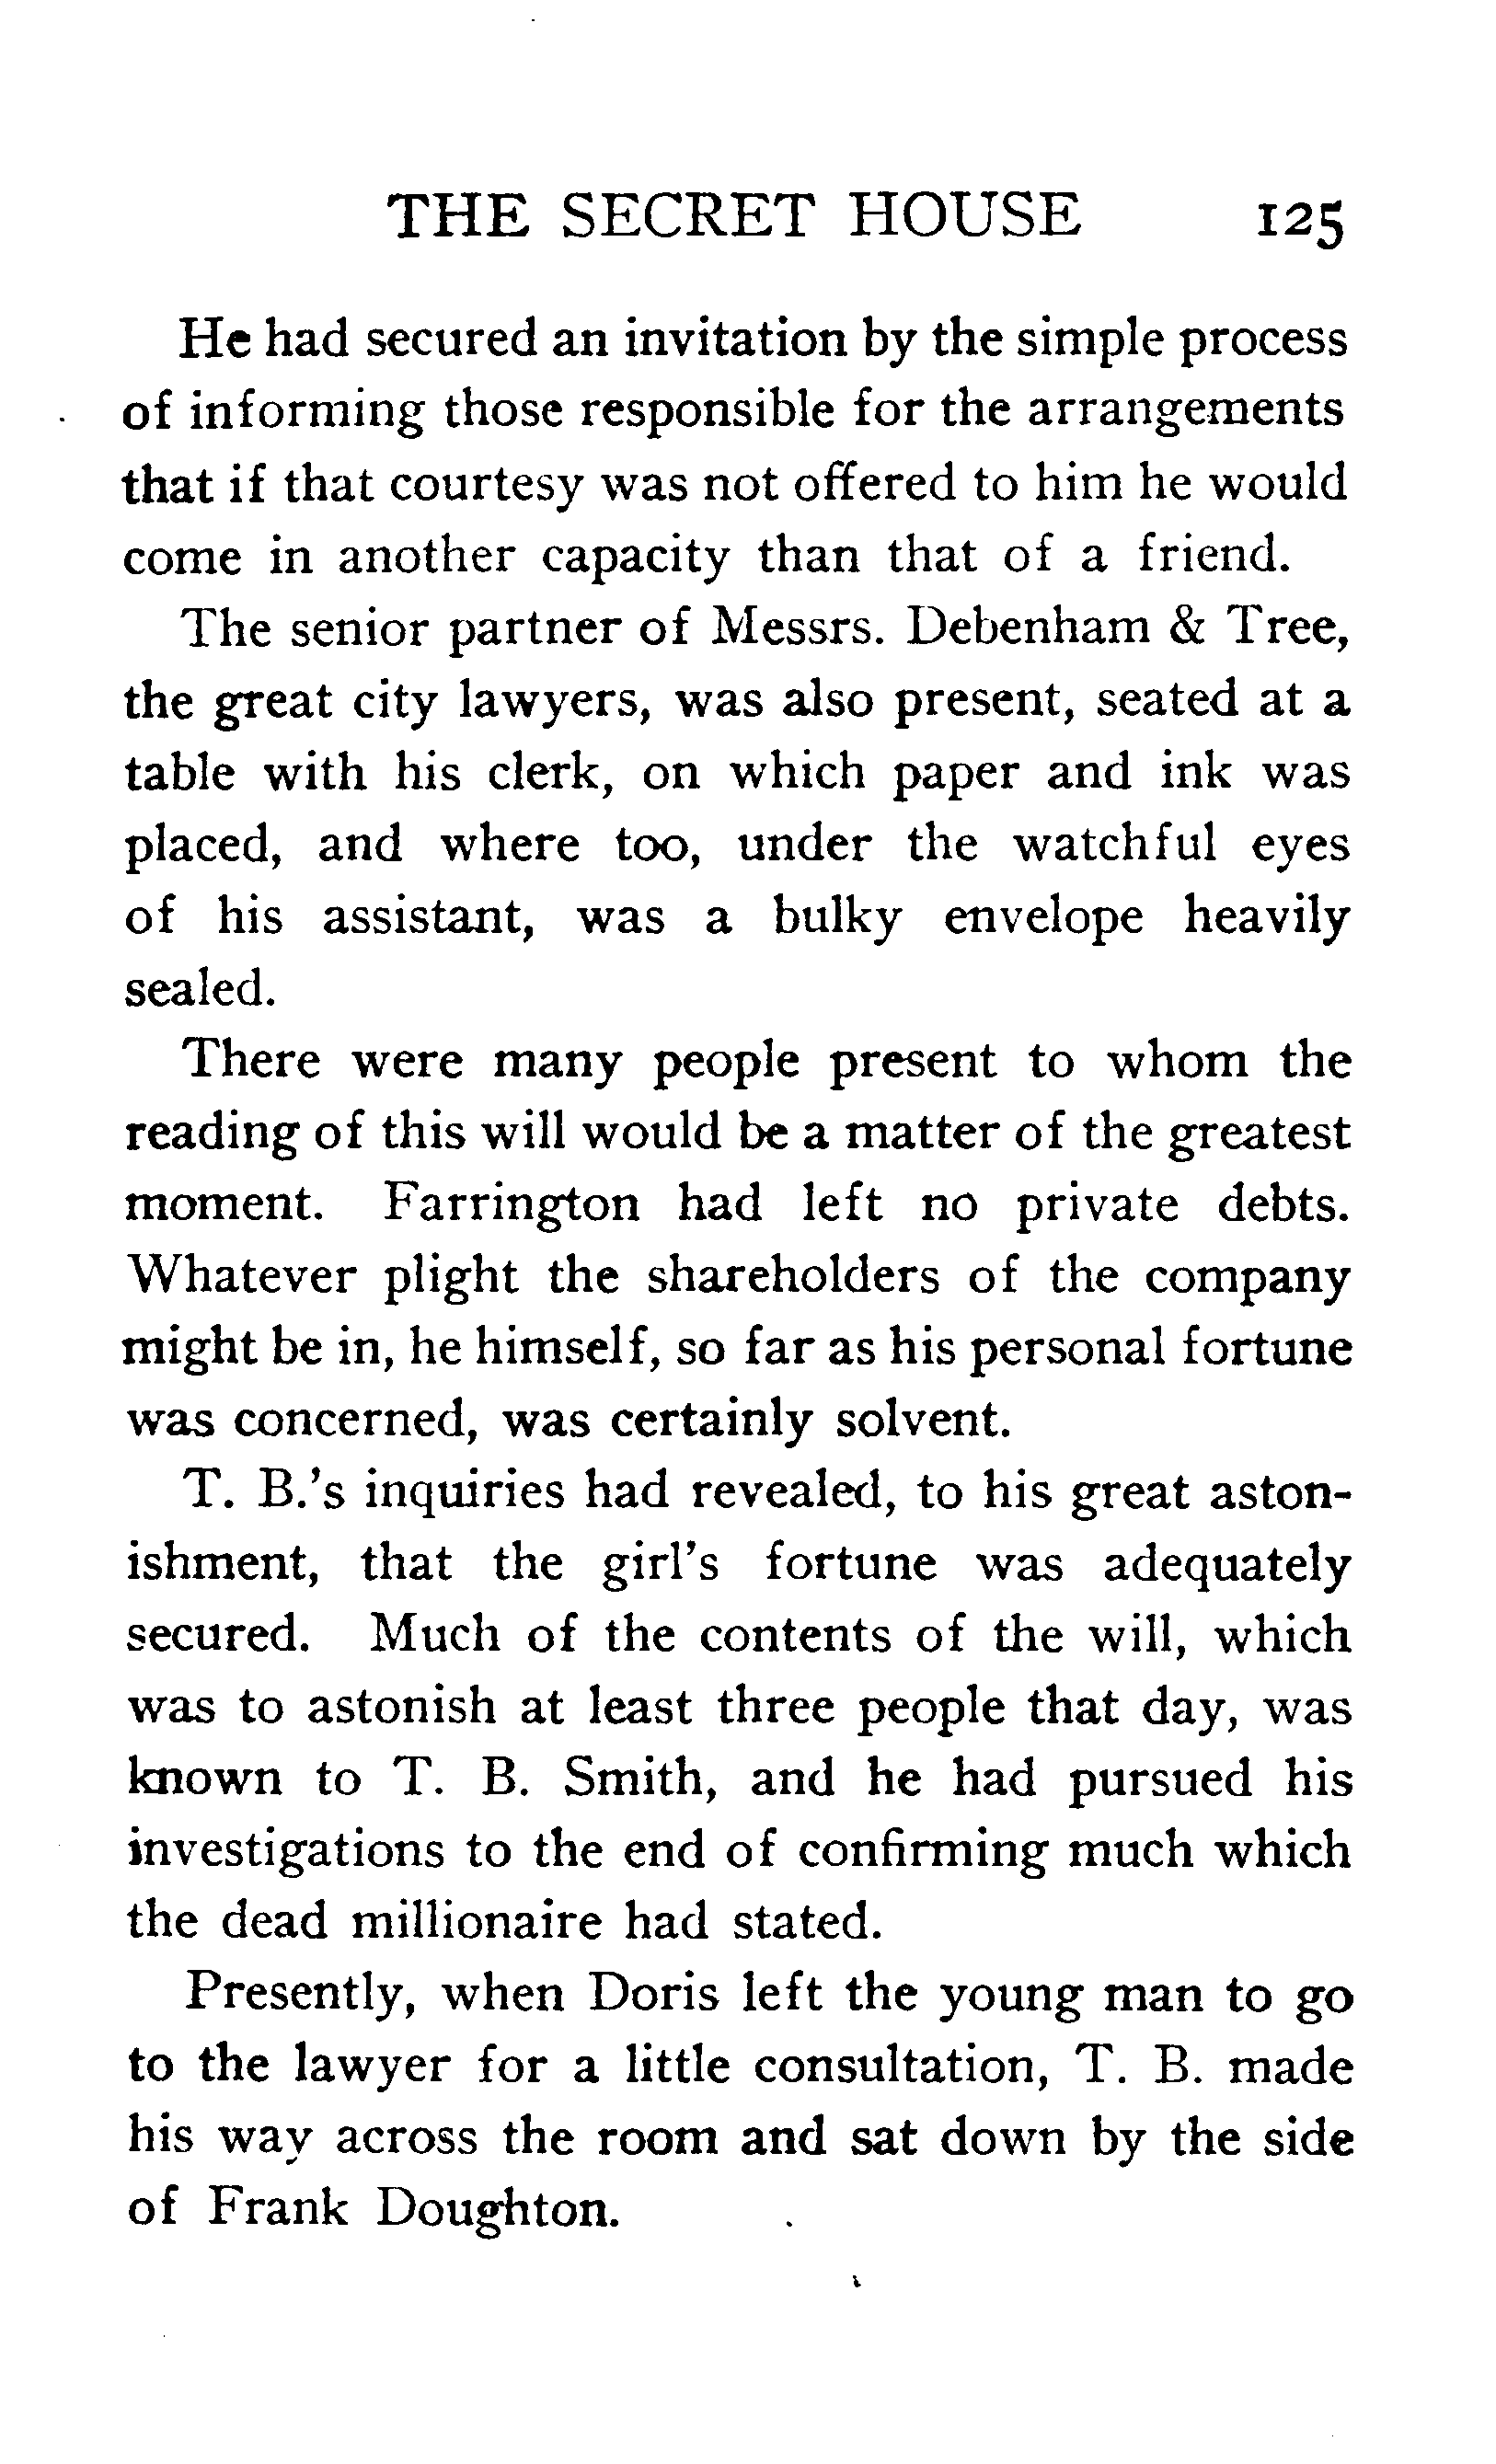 THE SECRET HOUSE 125
He had secured an invitation by the simple process
of informing those responsible for the arrangements
that if that courtesy was not offered to him he would
come in another capacity than that of a friend.
The senior partner of Messrs. Debenham & Tree,
the great city lawyers, was also present, seated at a
table with his clerk, on which paper and ink was
placed, and where too, under the watchful eyes
of his assistant, was a bulky envelope heavily
sealed.
There were many people present to whom the
reading of this will would be a matter of the greatest
moment. Farrington had left no private debts.
Whatever plight the shareholders of the company
might be in, he himself, so far as his personal fortune
was concerned, was certainly solvent.
T. B.'s inquiries had revealed, to his great aston-
ishment, that the girl's fortune was adequately
secured. Much of the contents of the will, which
was to astonish at least three people that day, was
known to T. B. Smith, and he had pursued his
investigations to the end of confirming much which
the dead millionaire had stated.
Presently, when Doris left the young man to go
to the lawyer for a little consultation, T. B. made
his way across the room and sat down by the side
of Frank Doughton.